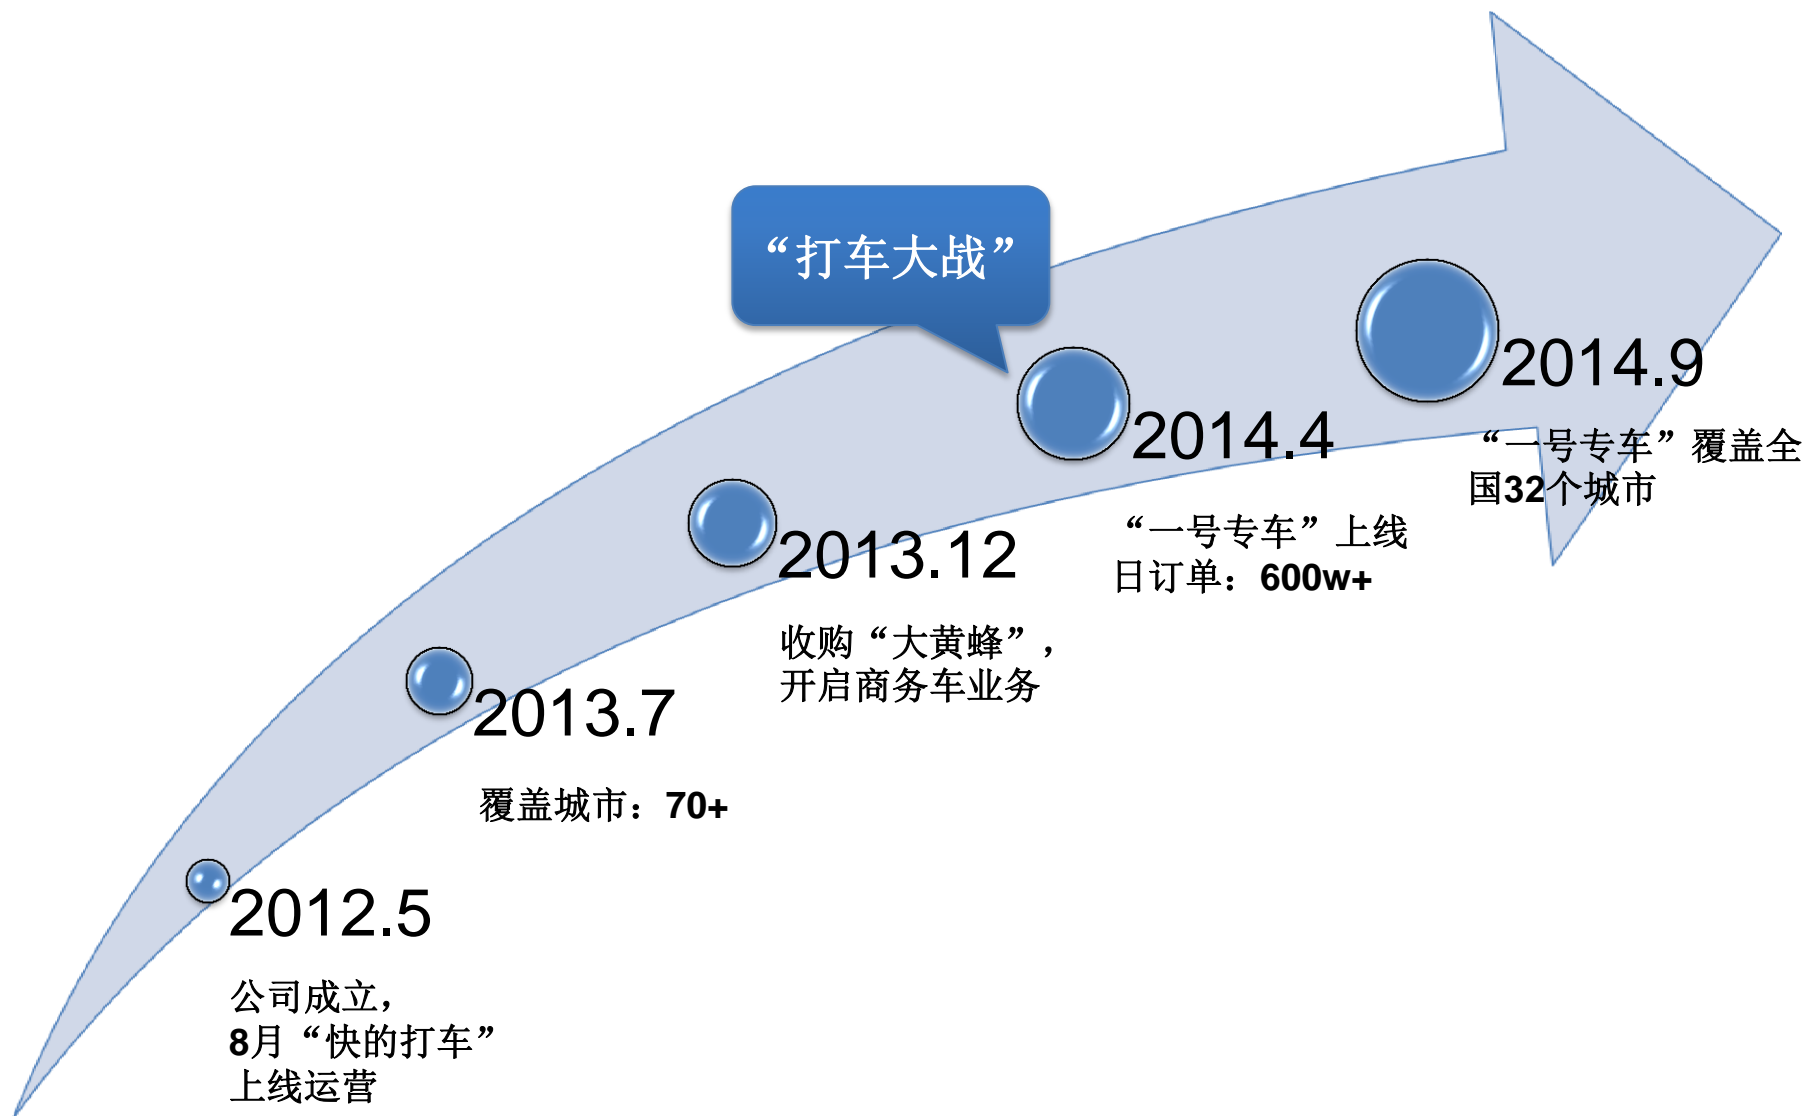 “打车大战”
2014.9
“一号专车”覆盖全
国32个城市
2014.4
“一号专车”上线
日订单：600w+
2013.12
收购“大黄蜂”，
开启商务车业务
2013.7
覆盖城市：70+
2012.5
公司成立，
8月“快的打车”
上线运营